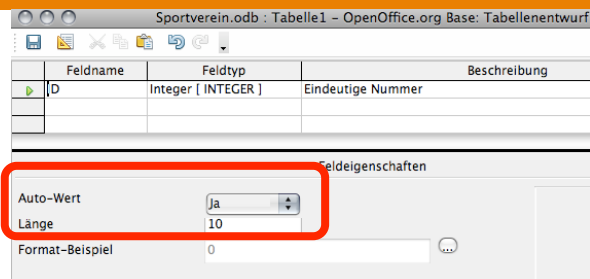 Sportverein.odb : Tabelle1 – OpenOffice.org Base: Tabellenentwurf
Feldname Feldtyp Beschreibung
ID Integer [ INTEGER ] Eindeutige Nummer
Feldeigenschaften
Auto-Wert Ja
Länge 10
Format-Beispiel 0 ...